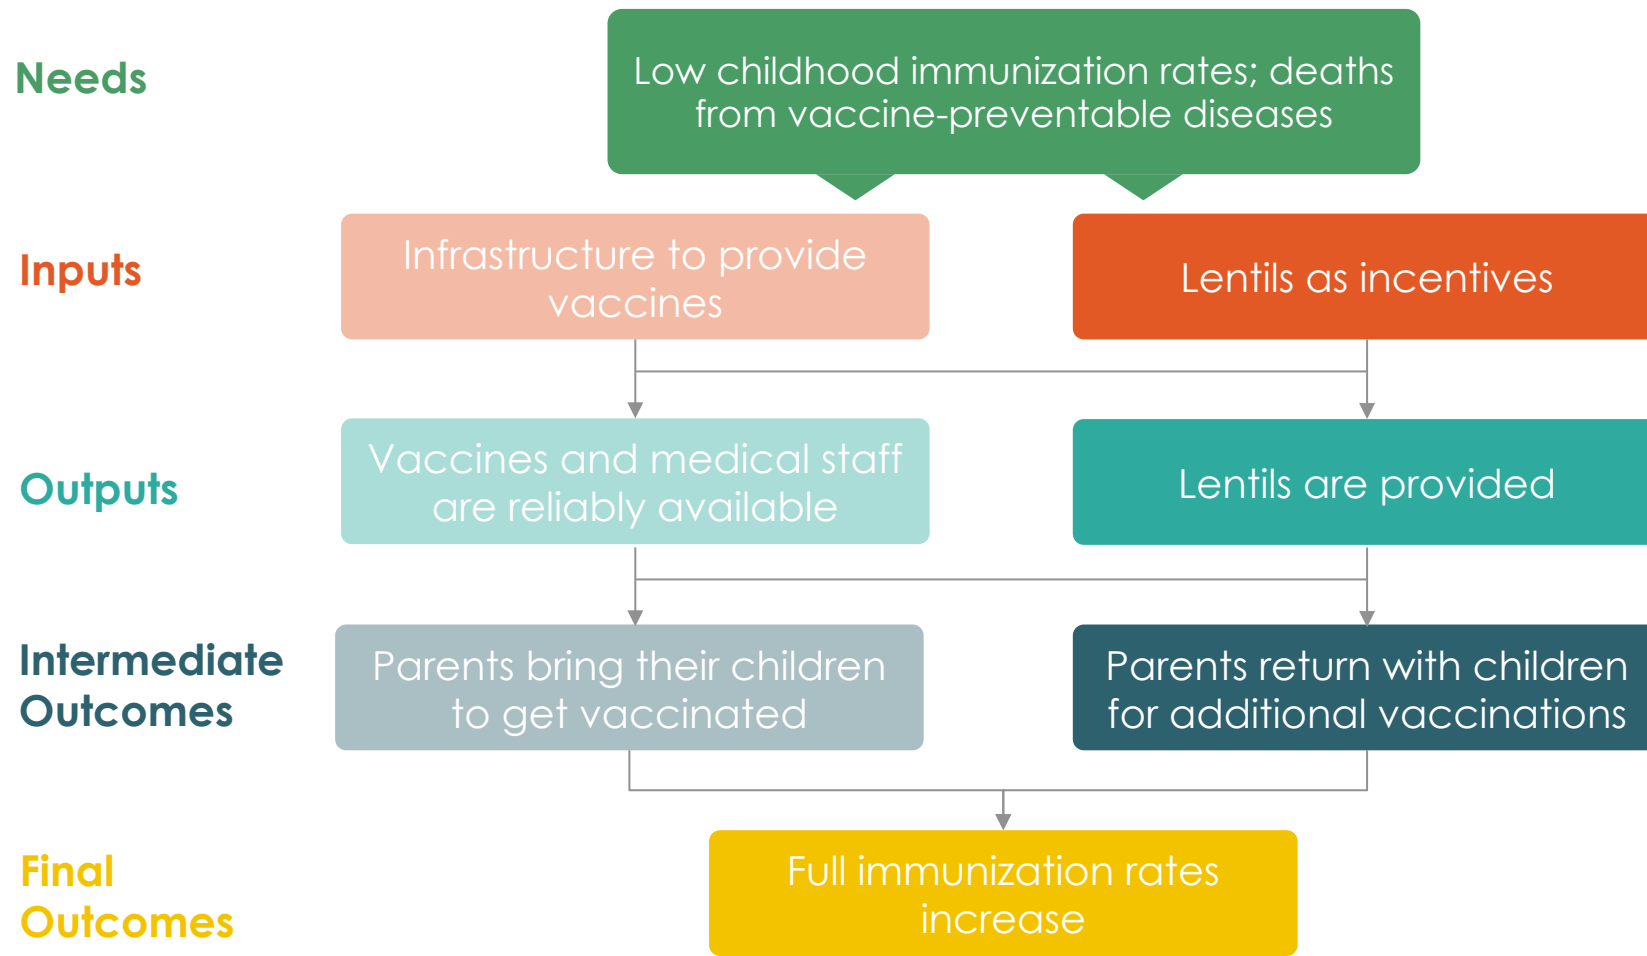 Needs
Low childhood immunization rates; deaths
from vaccine-preventable diseases
Inputs
Infrastructure to provide
vaccines
Lentils as incentives
Outputs
Vaccines and medical staff
are reliably available
Lentils are provided
Intermediate
Outcomes
Parents bring their children
to get vaccinated
Parents return with children
for additional vaccinations
Final
Outcomes
Full immunization rates
increase